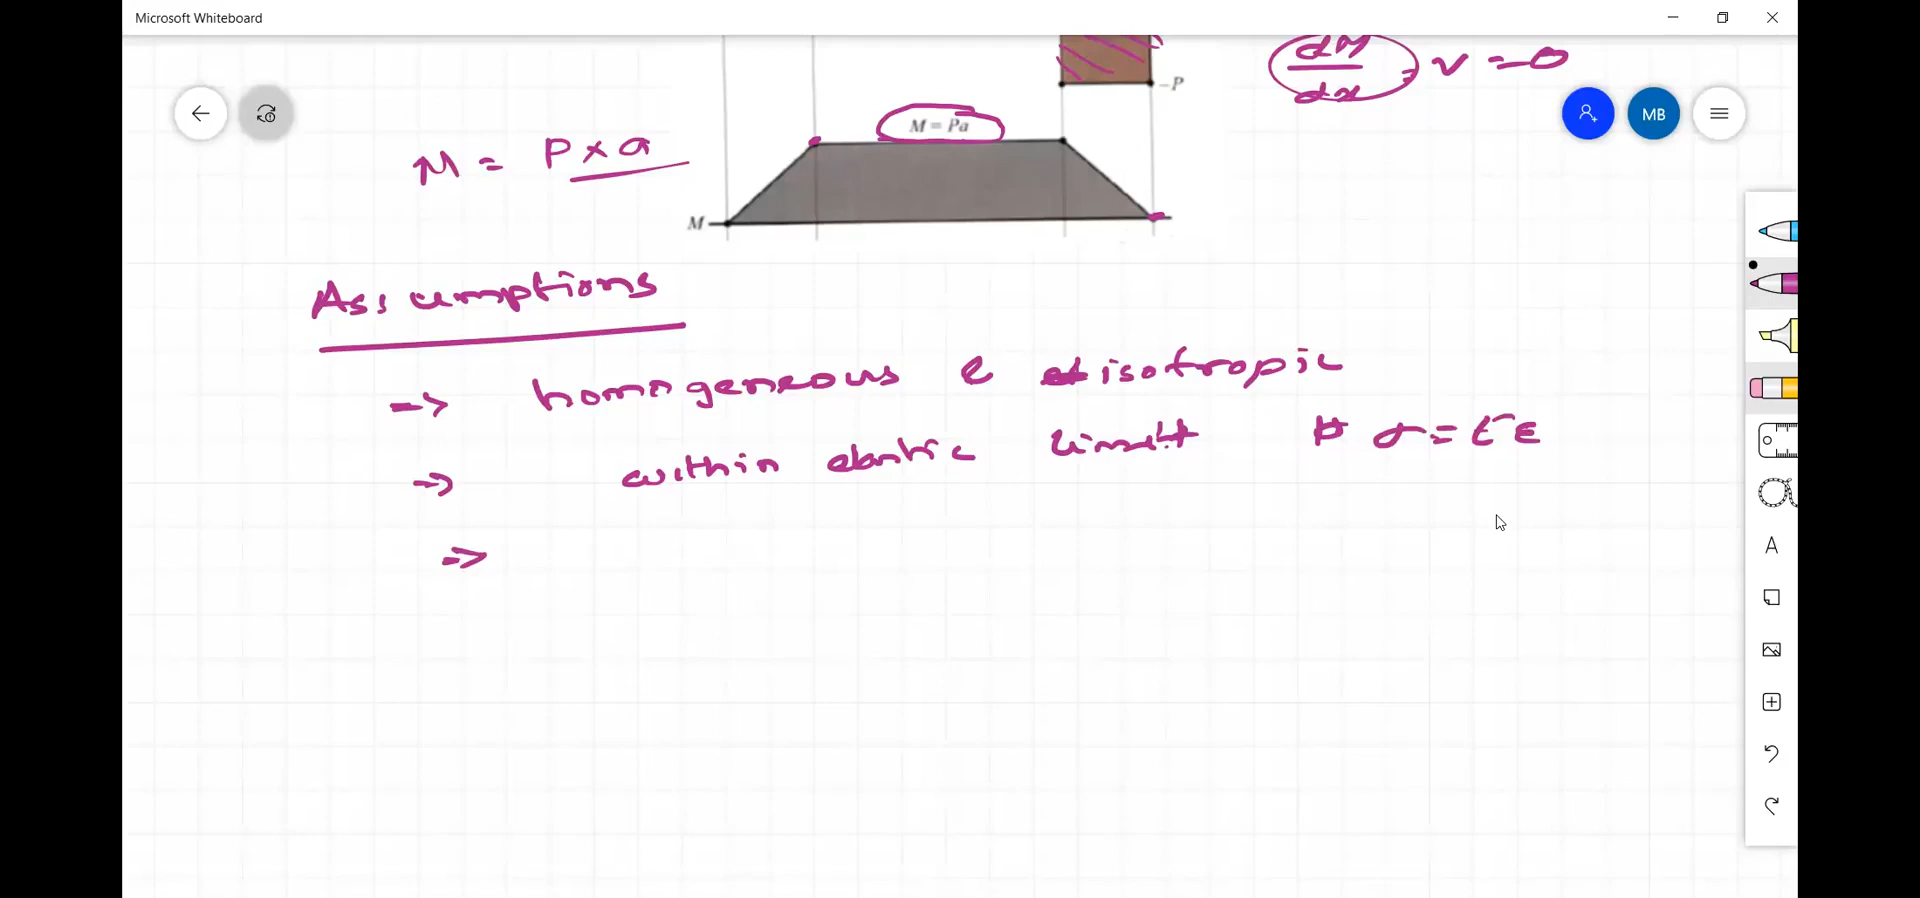 Microsoft Whiteboard
dM/dx = v = 0
-P
MB
M = Pa
M = P x a
M
Assumptions
→ homogeneous & isotropic
→ within elastic limit # σ = Eε
→
A